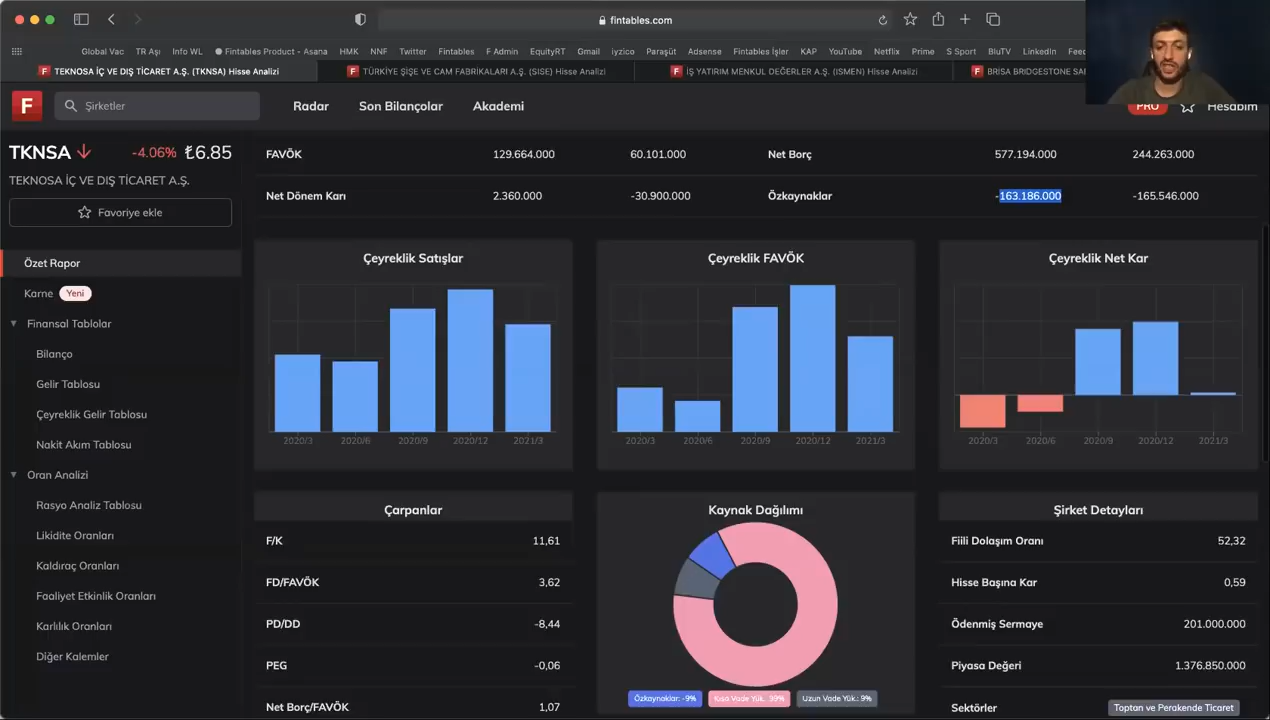 fintables.com
Global Vac TR Aşı Info WL Fintables Product - Asana HMK NNF Twitter Fintables F Admin EquityRT Gmail iyzico Paraşüt Adsense Fintables İşler KAP YouTube Netflix Prime S Sport BluTV LinkedIn
TEKNOSA İÇ VE DIŞ TİCARET A.Ş. (TKNSA) Hisse Analizi
TÜRKİYE ŞİŞE VE CAM FABRİKALARI A.Ş. (SISE) Hisse Analizi
İŞ YATIRIM MENKUL DEĞERLER A.Ş. (ISMEN) Hisse Analizi
BRİSA BRIDGESTONE
F
Şirketler
Radar
Son Bilançolar
Akademi
PRO
Hesabım
TKNSA -4.06% ₺6.85
TEKNOSA İÇ VE DIŞ TİCARET A.Ş.
Favoriye ekle
Özet Rapor
Karne Yeni
Finansal Tablolar
Bilanço
Gelir Tablosu
Çeyreklik Gelir Tablosu
Nakit Akım Tablosu
Oran Analizi
Rasyo Analiz Tablosu
Likidite Oranları
Kaldıraç Oranları
Faaliyet Etkinlik Oranları
Karlılık Oranları
Diğer Kalemler
FAVÖK 129.664.000 60.101.000 Net Borç 577.194.000 244.263.000
Net Dönem Karı 2.360.000 -30.900.000 Özkaynaklar -163.186.000 -165.546.000
Çeyreklik Satışlar
2020/3 2020/6 2020/9 2020/12 2021/3
Çeyreklik FAVÖK
2020/3 2020/6 2020/9 2020/12 2021/3
Çeyreklik Net Kar
2020/3 2020/6 2020/9 2020/12 2021/3
Çarpanlar
F/K 11,61
FD/FAVÖK 3,62
PD/DD -8,44
PEG -0,06
Net Borç/FAVÖK 1,07
Kaynak Dağılımı
Özkaynaklar: -9% Kısa Vade Yük.: 99% Uzun Vade Yük.: 9%
Şirket Detayları
Fiili Dolaşım Oranı 52,32
Hisse Başına Kar 0,59
Ödenmiş Sermaye 201.000.000
Piyasa Değeri 1.376.850.000
Sektörler Toptan ve Perakende Ticaret